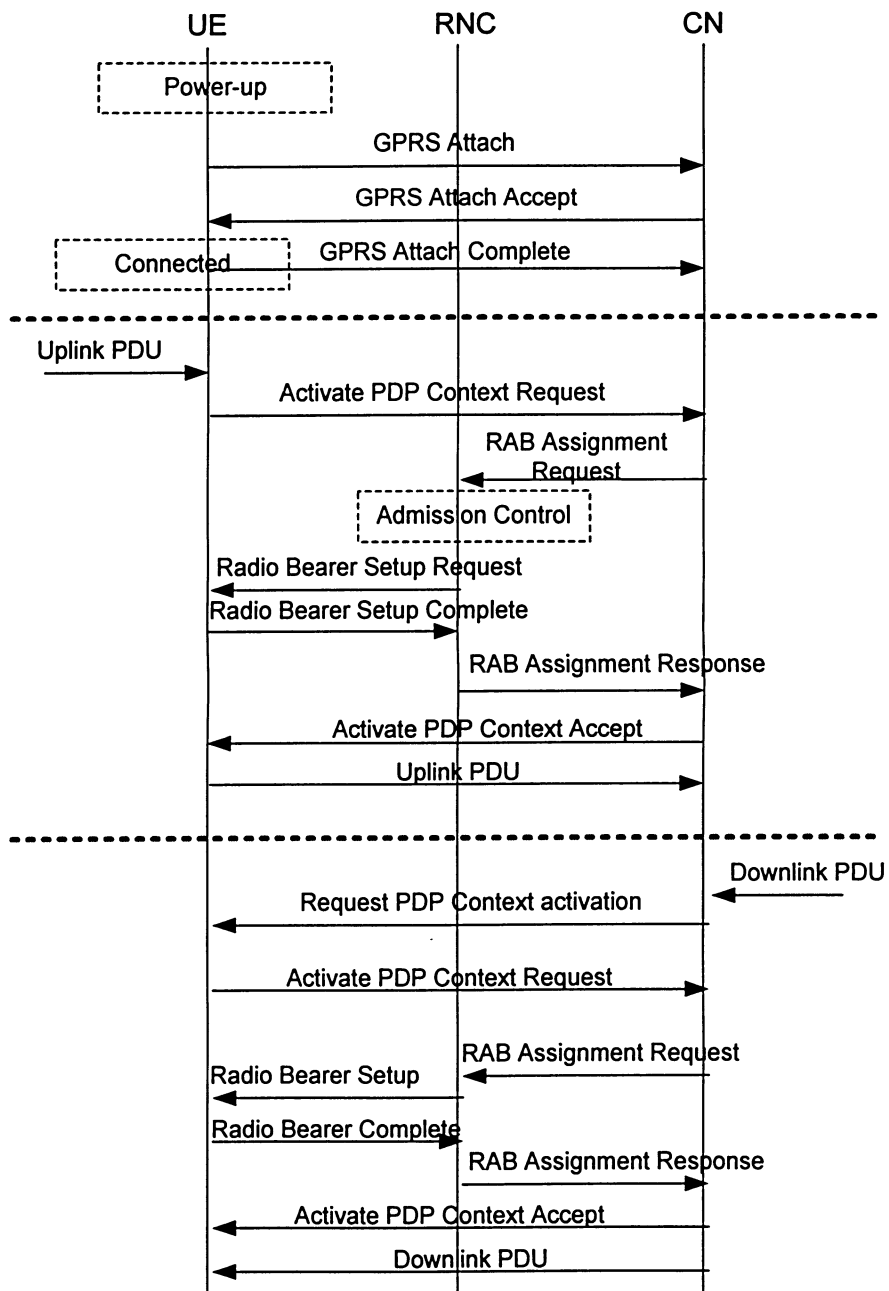 UE RNC CN
Power-up
GPRS Attach
GPRS Attach Accept
GPRS Attach Complete
Connected
Uplink PDU
Activate PDP Context Request
RAB Assignment
Request
Admission Control
Radio Bearer Setup Request
Radio Bearer Setup Complete
RAB Assignment Response
Activate PDP Context Accept
Uplink PDU
Downlink PDU
Request PDP Context activation
Activate PDP Context Request
RAB Assignment Request
Radio Bearer Setup
Radio Bearer Complete
RAB Assignment Response
Activate PDP Context Accept
Downlink PDU